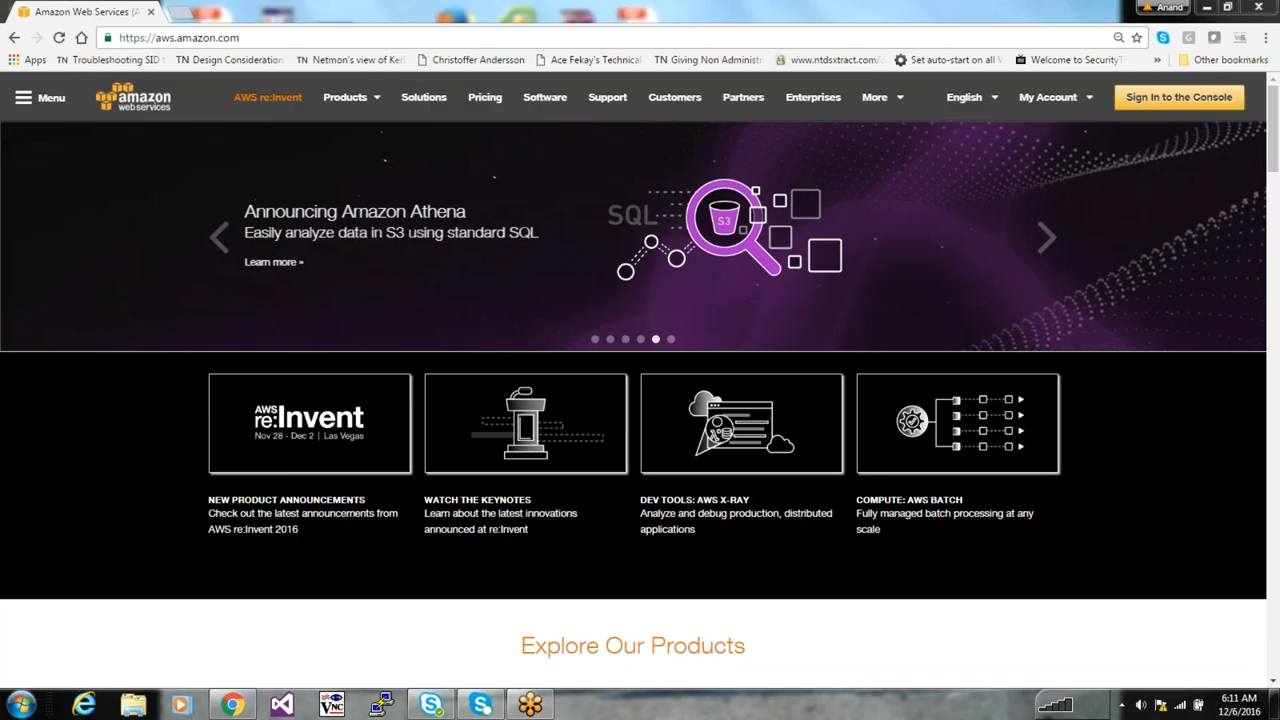 Amazon Web Services (A
Anand
https://aws.amazon.com
Apps
TN Troubleshooting SID
TN Design Consideration
TN Netmon's view of Ker
Christoffer Andersson
Ace Fekay's Technical
TN Giving Non Administ
www.ntdsxtract.com/
Set auto-start on all V
Welcome to SecurityT
»
Other bookmarks
Menu
amazon
web services
AWS re:Invent
Products
Solutions
Pricing
Software
Support
Customers
Partners
Enterprises
More
English
My Account
Sign In to the Console
Announcing Amazon Athena
Easily analyze data in S3 using standard SQL
Learn more »
SQL
S3
AWS
re:Invent
Nov 28 - Dec 2 | Las Vegas
NEW PRODUCT ANNOUNCEMENTS
Check out the latest announcements from
AWS re:Invent 2016
WATCH THE KEYNOTES
Learn about the latest innovations
announced at re:Invent
DEV TOOLS: AWS X-RAY
Analyze and debug production, distributed
applications
COMPUTE: AWS BATCH
Fully managed batch processing at any
scale
Explore Our Products
VNC
6:11 AM
12/6/2016